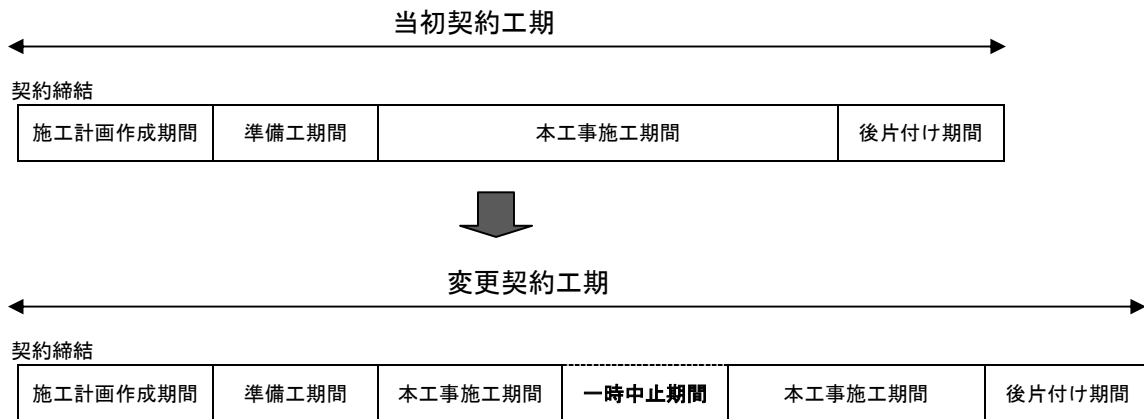 当初契約工期
契約締結
施工計画作成期間 準備工期間 本工事施工期間 後片付け期間
変更契約工期
契約締結
施工計画作成期間 準備工期間 本工事施工期間 一時中止期間 本工事施工期間 後片付け期間